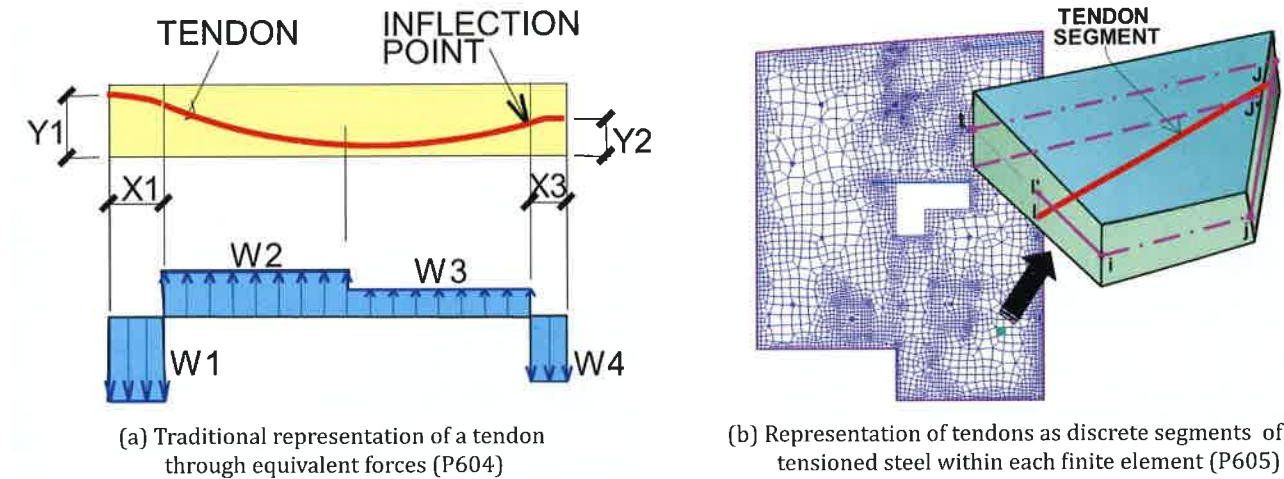 TENDON
INFLECTION
POINT
Y1
Y2
X1
X3
W2
W3
W1
W4
(a) Traditional representation of a tendon
through equivalent forces (P604)
TENDON
SEGMENT
J
J'
I'
i
j
(b) Representation of tendons as discrete segments of
tensioned steel within each finite element (P605)